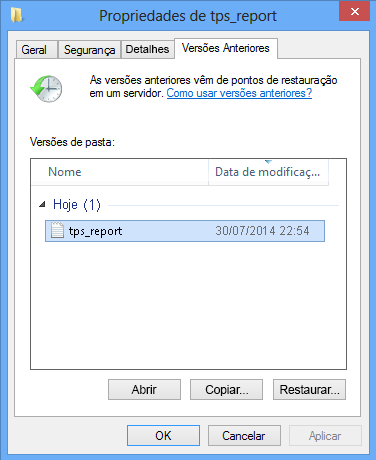 Propriedades de tps_report
Geral Segurança Detalhes Versões Anteriores
As versões anteriores vêm de pontos de restauração
em um servidor. Como usar versões anteriores?
Versões de pasta:
Nome Data de modificaç...
Hoje (1)
tps_report 30/07/2014 22:54
Abrir Copiar... Restaurar...
OK Cancelar Aplicar